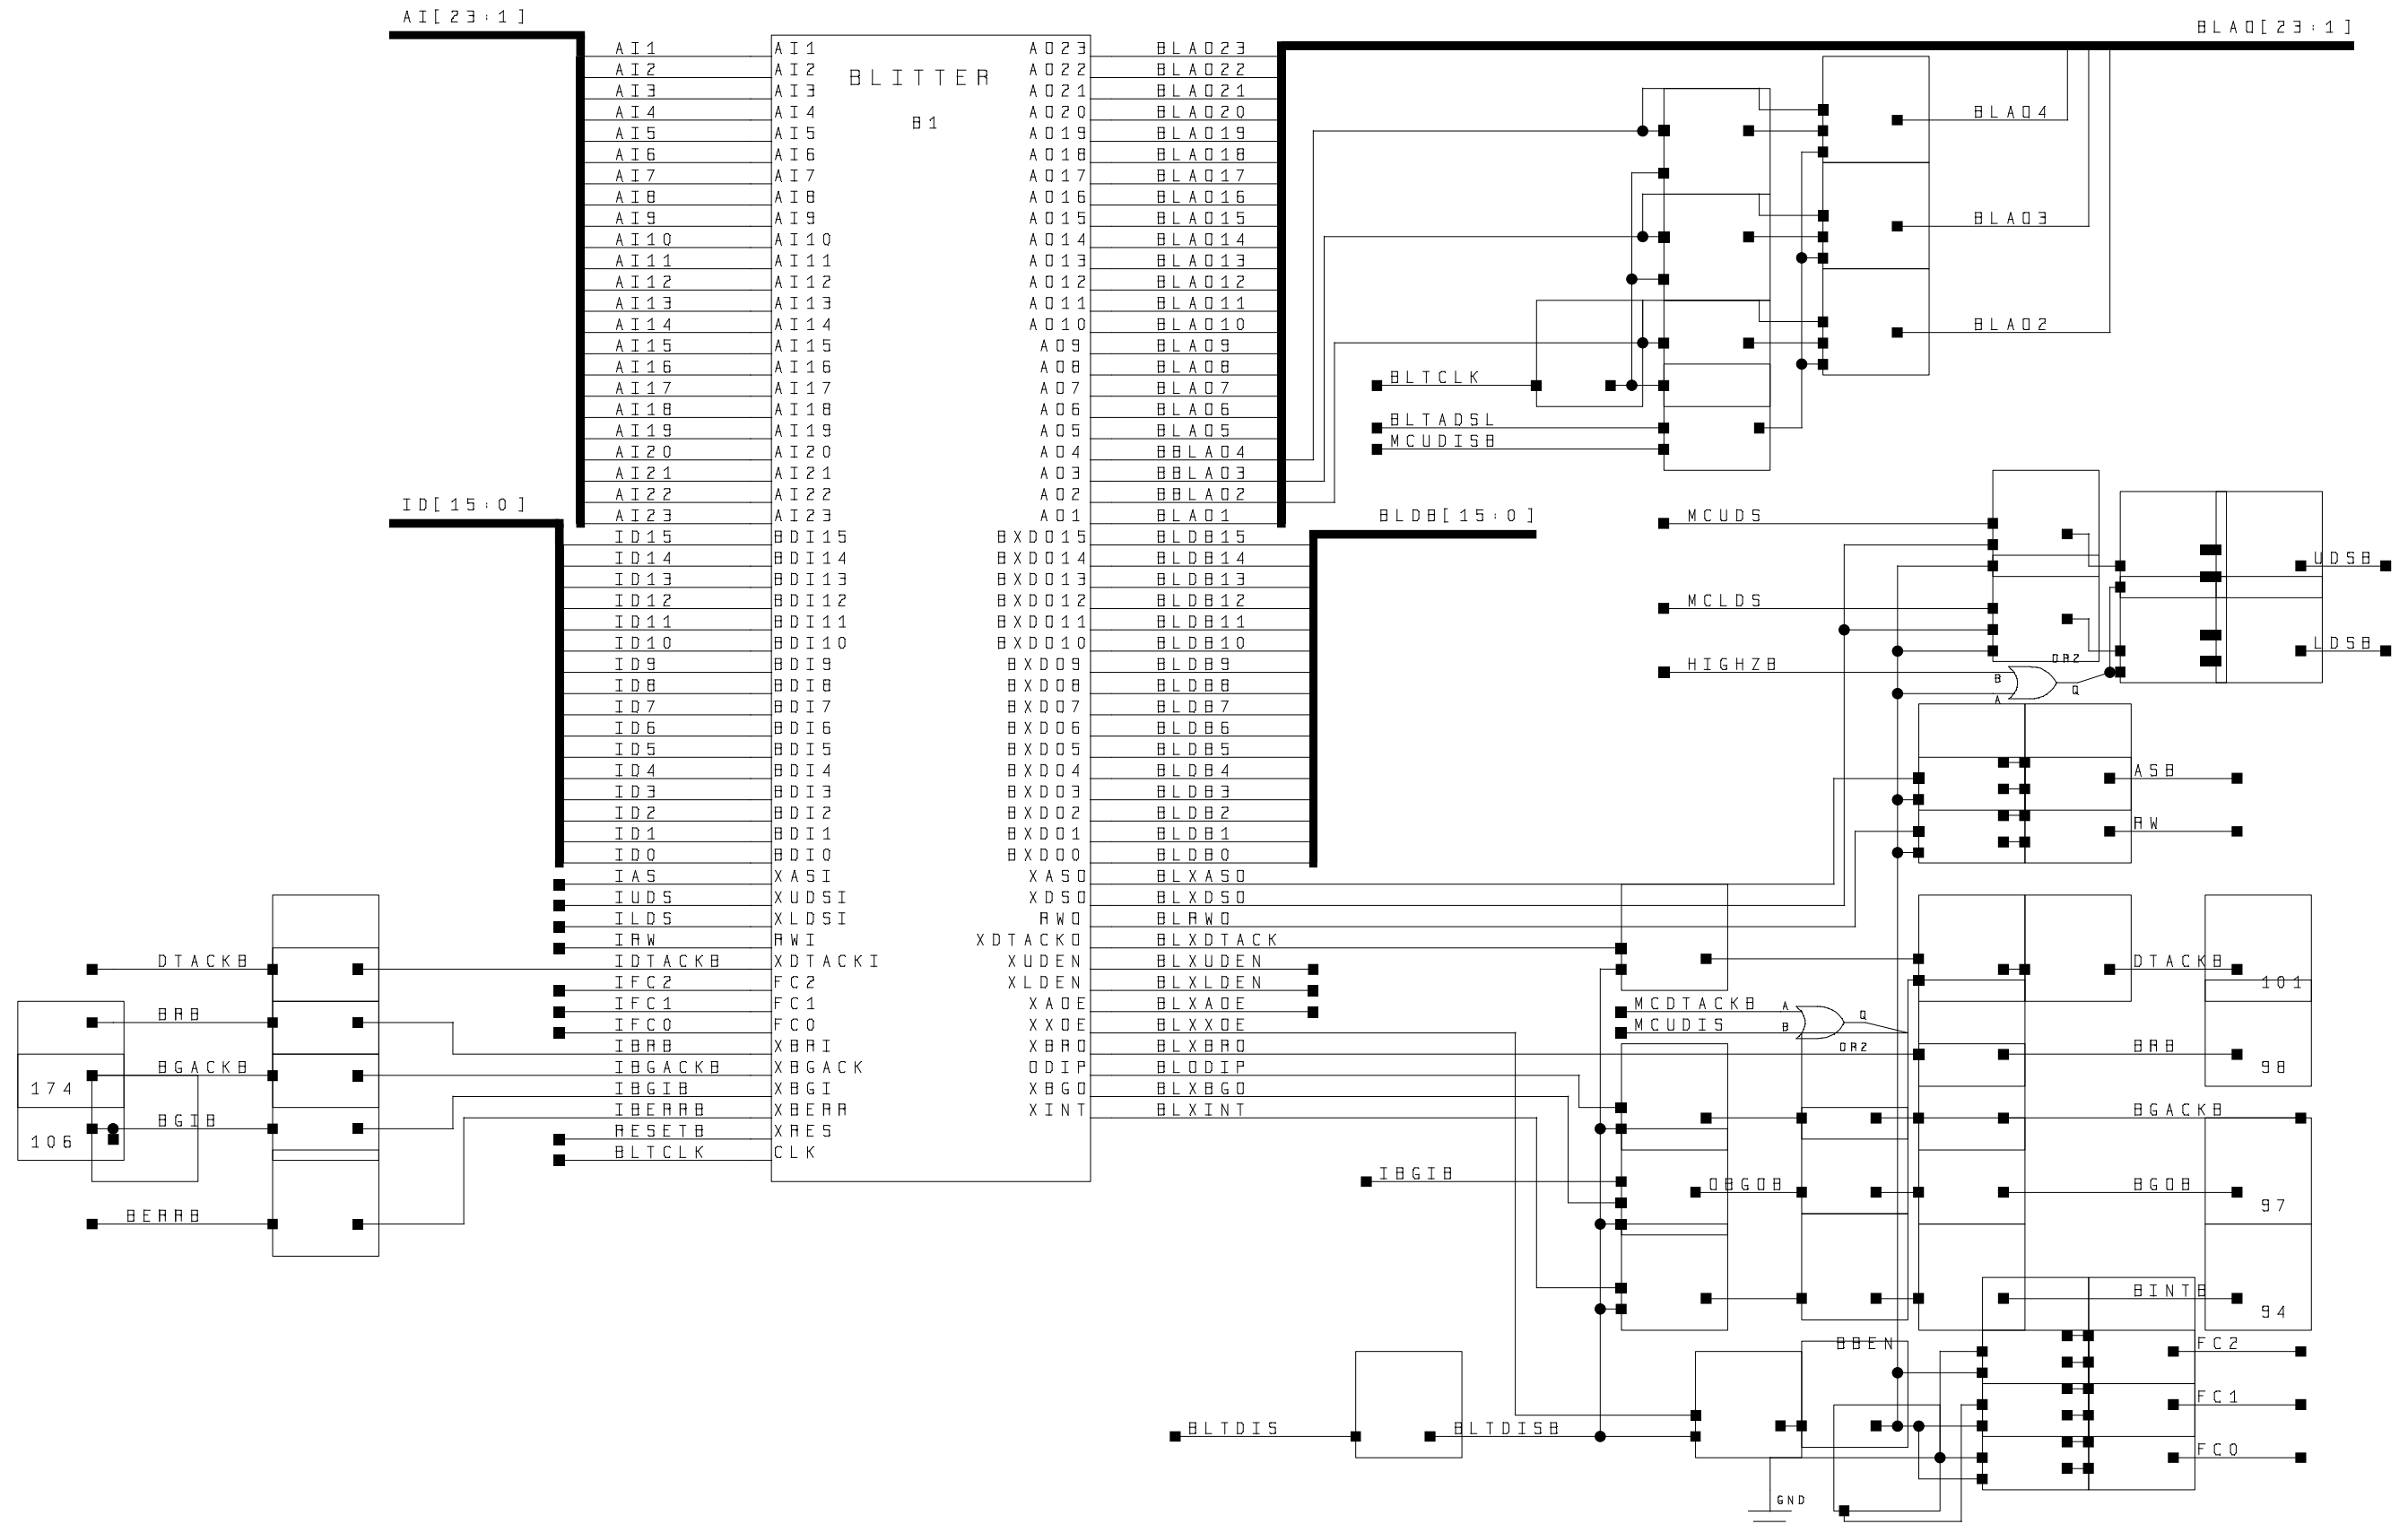 AI[23:1]
BLAO[23:1]
BLITTER
B1
AI1 AI1 AO23 BLAO23
AI2 AI2 AO22 BLAO22
AI3 AI3 AO21 BLAO21
AI4 AI4 AO20 BLAO20
AI5 AI5 AO19 BLAO19
AI6 AI6 AO18 BLAO18
AI7 AI7 AO17 BLAO17
AI8 AI8 AO16 BLAO16
AI9 AI9 AO15 BLAO15
AI10 AI10 AO14 BLAO14
AI11 AI11 AO13 BLAO13
AI12 AI12 AO12 BLAO12
AI13 AI13 AO11 BLAO11
AI14 AI14 AO10 BLAO10
AI15 AI15 AO9 BLAO9
AI16 AI16 AO8 BLAO8
AI17 AI17 AO7 BLAO7
AI18 AI18 AO6 BLAO6
AI19 AI19 AO5 BLAO5
AI20 AI20 AO4 BBLAO4
AI21 AI21 AO3 BBLAO3
AI22 AI22 AO2 BBLAO2
AI23 AI23 AO1 BLAO1
ID[15:0]
BLDB[15:0]
ID15 BDI15 BXDO15 BLDB15
ID14 BDI14 BXDO14 BLDB14
ID13 BDI13 BXDO13 BLDB13
ID12 BDI12 BXDO12 BLDB12
ID11 BDI11 BXDO11 BLDB11
ID10 BDI10 BXDO10 BLDB10
ID9 BDI9 BXDO9 BLDB9
ID8 BDI8 BXDO8 BLDB8
ID7 BDI7 BXDO7 BLDB7
ID6 BDI6 BXDO6 BLDB6
ID5 BDI5 BXDO5 BLDB5
ID4 BDI4 BXDO4 BLDB4
ID3 BDI3 BXDO3 BLDB3
ID2 BDI2 BXDO2 BLDB2
ID1 BDI1 BXDO1 BLDB1
ID0 BDI0 BXDO0 BLDB0
IAS XASI XASO BLXASO
IUDS XUDSI XDSO BLXDSO
ILDS XLDSI RWO BLRWO
IRW RWI XDTACKO BLXDTACK
IDTACKB XDTACKI XUDEN BLXUDEN
IFC2 FC2 XLDEN BLXLDEN
IFC1 FC1 XAOE BLXAOE
IFC0 FC0 XXOE BLXXOE
IBRB XBRI XBRO BLXBRO
IBGACKB XBGACK ODIP BLODIP
IBGIB XBGI XBGO BLXBGO
IBERRB XBERR XINT BLXINT
RESETB XRES
BLTCLK CLK
DTACKB
BRB
BGACKB
174
BGIB
106
BERRB
BLAO4
BLAO3
BLAO2
BLTCLK
BLTADSL
MCUDISB
MCUDS
UDSB
MCLDS
LDSB
HIGHZB
OR2
B
A
Q
ASB
RW
DTACKB
101
MCDTACKB A
MCUDIS B
Q
OR2
BRB
98
BGACKB
IBGIB
OBGOB
BGOB
97
BINTB
94
BBEN
FC2
FC1
BLTDIS
BLTDISB
FC0
GND